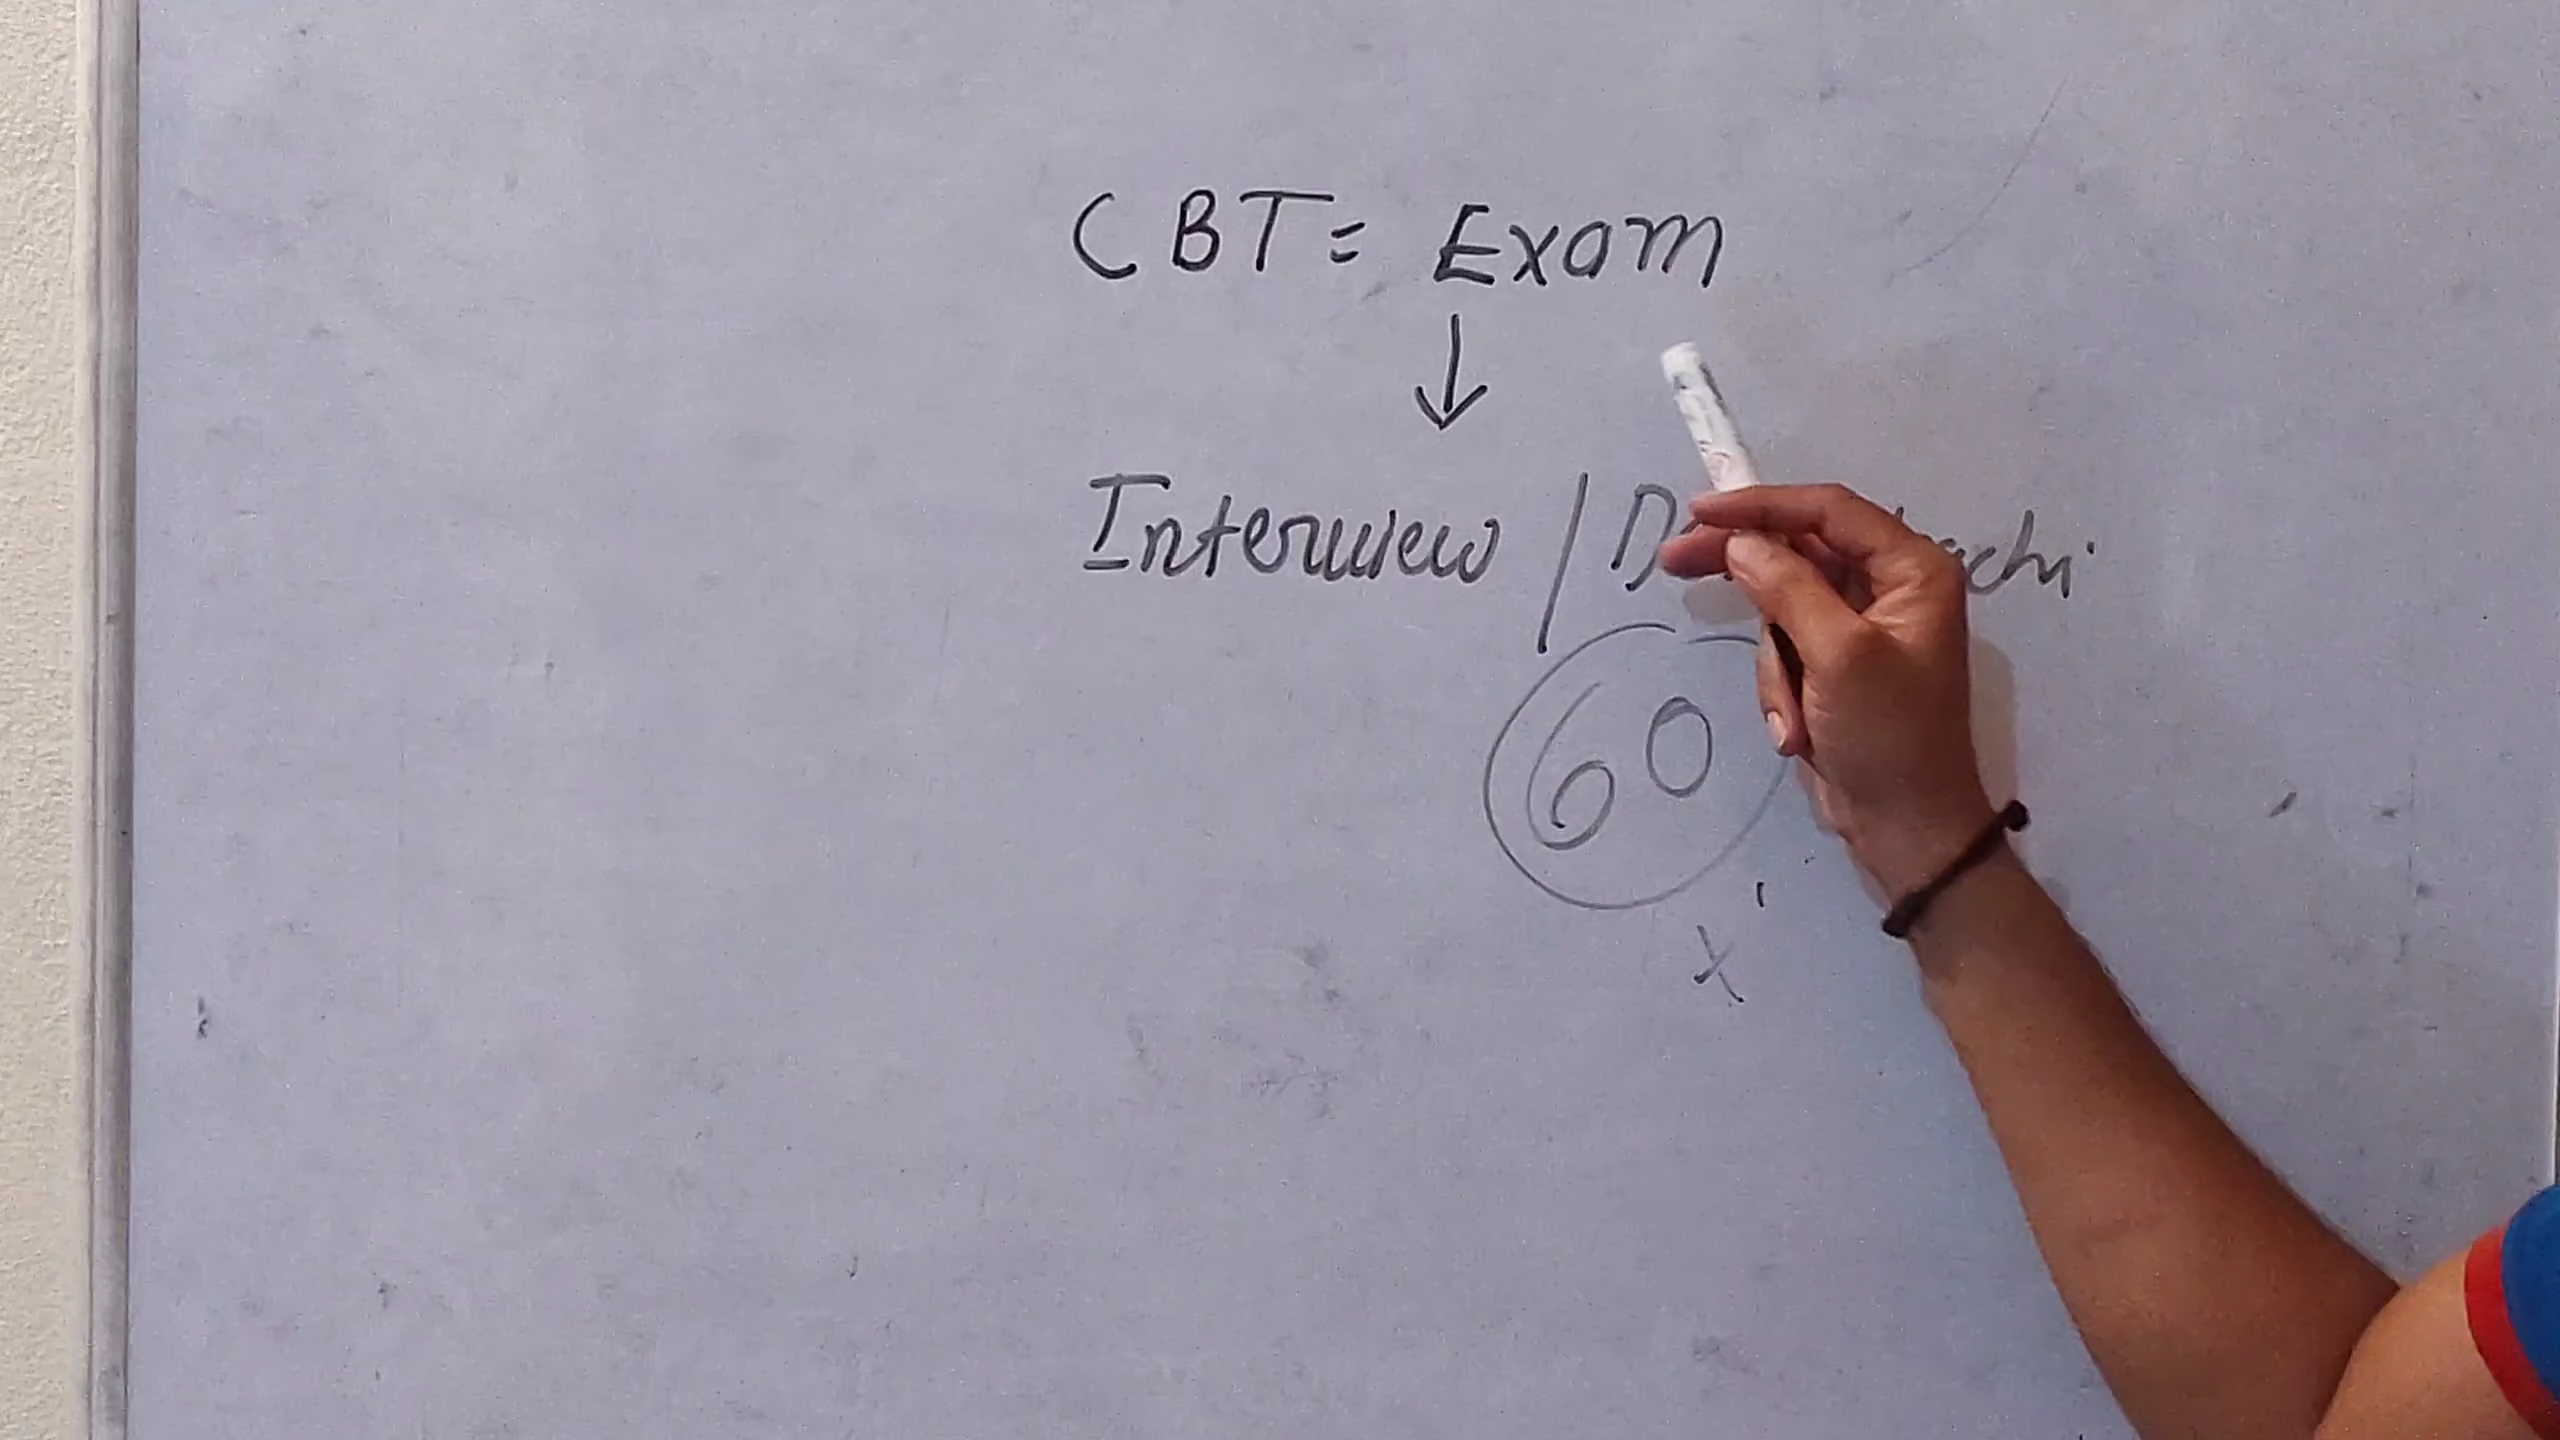 CBT = Exam
↓
Interview /
60